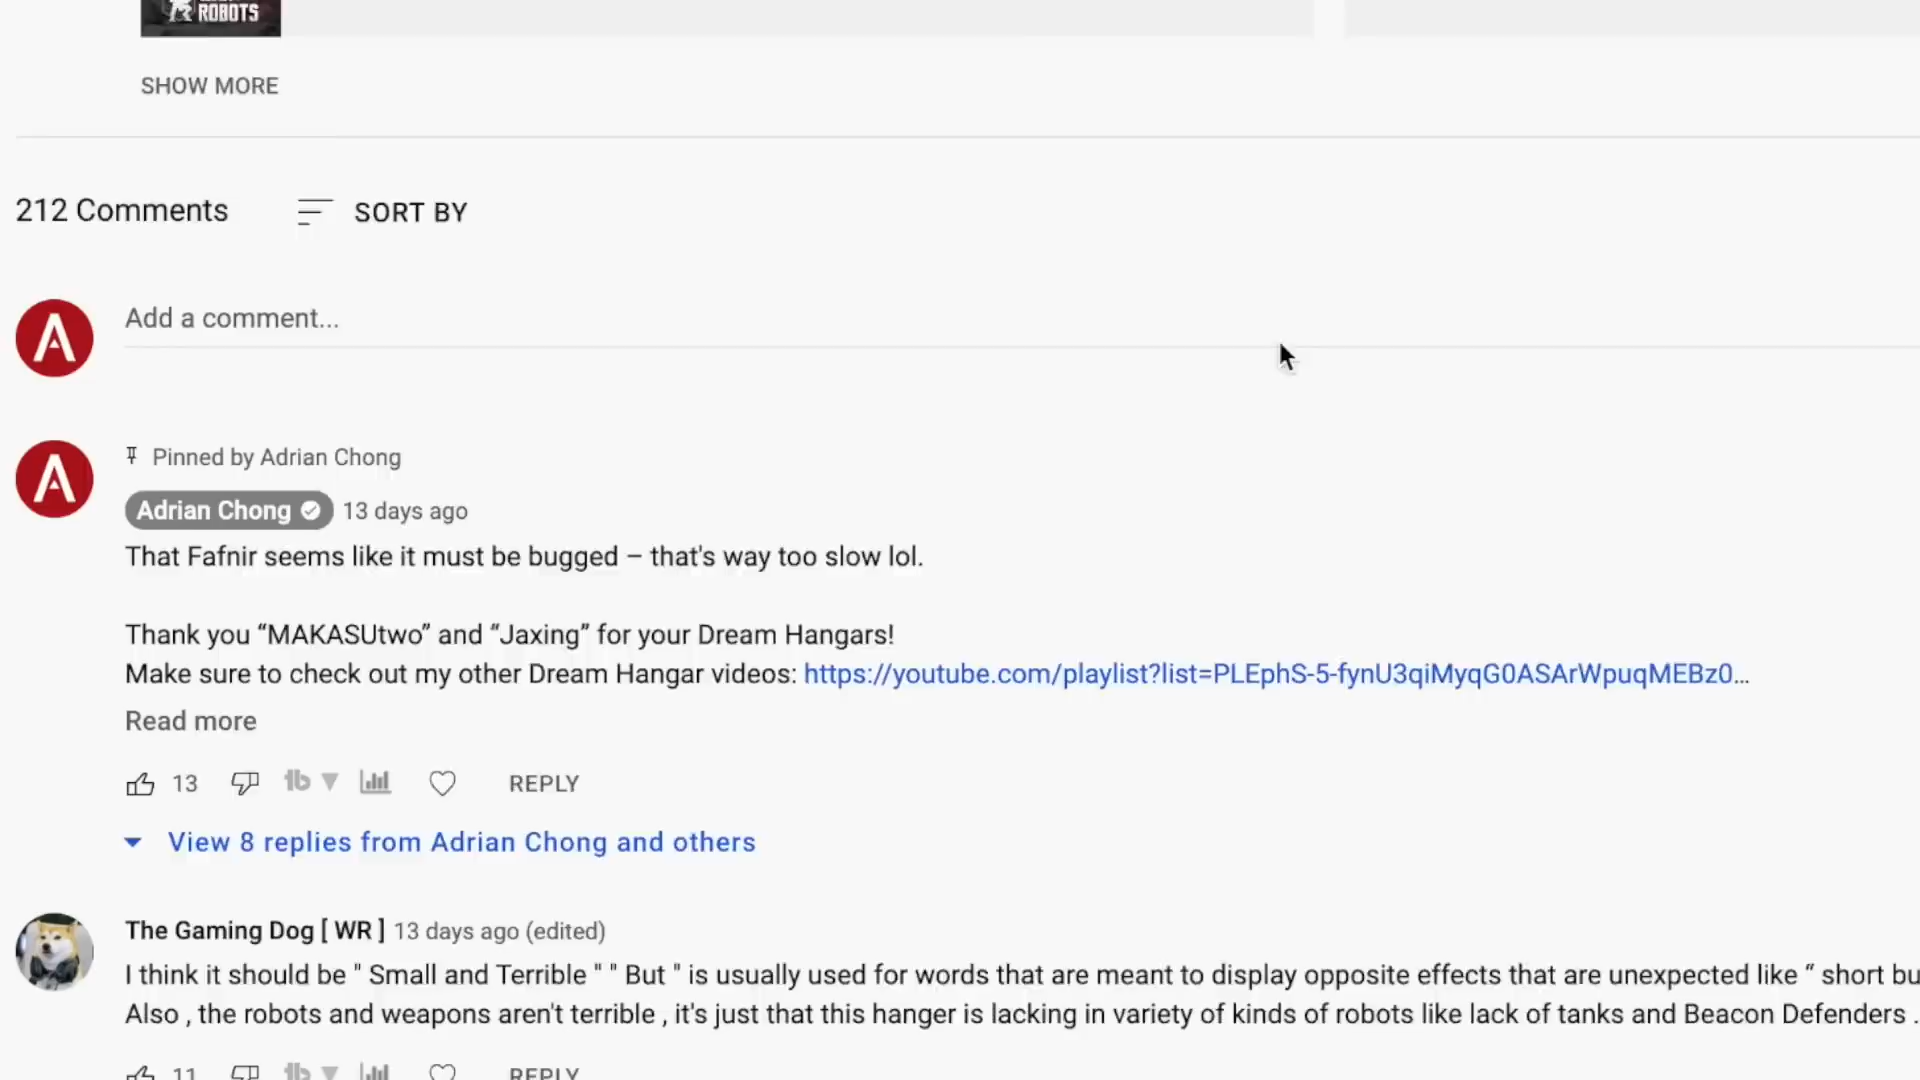 ROBOTS
SHOW MORE
212 Comments
SORT BY
Add a comment...
Pinned by Adrian Chong
Adrian Chong 13 days ago
That Fafnir seems like it must be bugged – that's way too slow lol.
Thank you “MAKASUtwo” and “Jaxing” for your Dream Hangars!
Make sure to check out my other Dream Hangar videos: https://youtube.com/playlist?list=PLEphS-5-fynU3qiMyqG0ASArWpuqMEBz0...
Read more
13
REPLY
View 8 replies from Adrian Chong and others
The Gaming Dog [ WR ] 13 days ago (edited)
I think it should be " Small and Terrible " " But " is usually used for words that are meant to display opposite effects that are unexpected like “ short bu
Also , the robots and weapons aren't terrible , it's just that this hanger is lacking in variety of kinds of robots like lack of tanks and Beacon Defenders .
11
REPLY